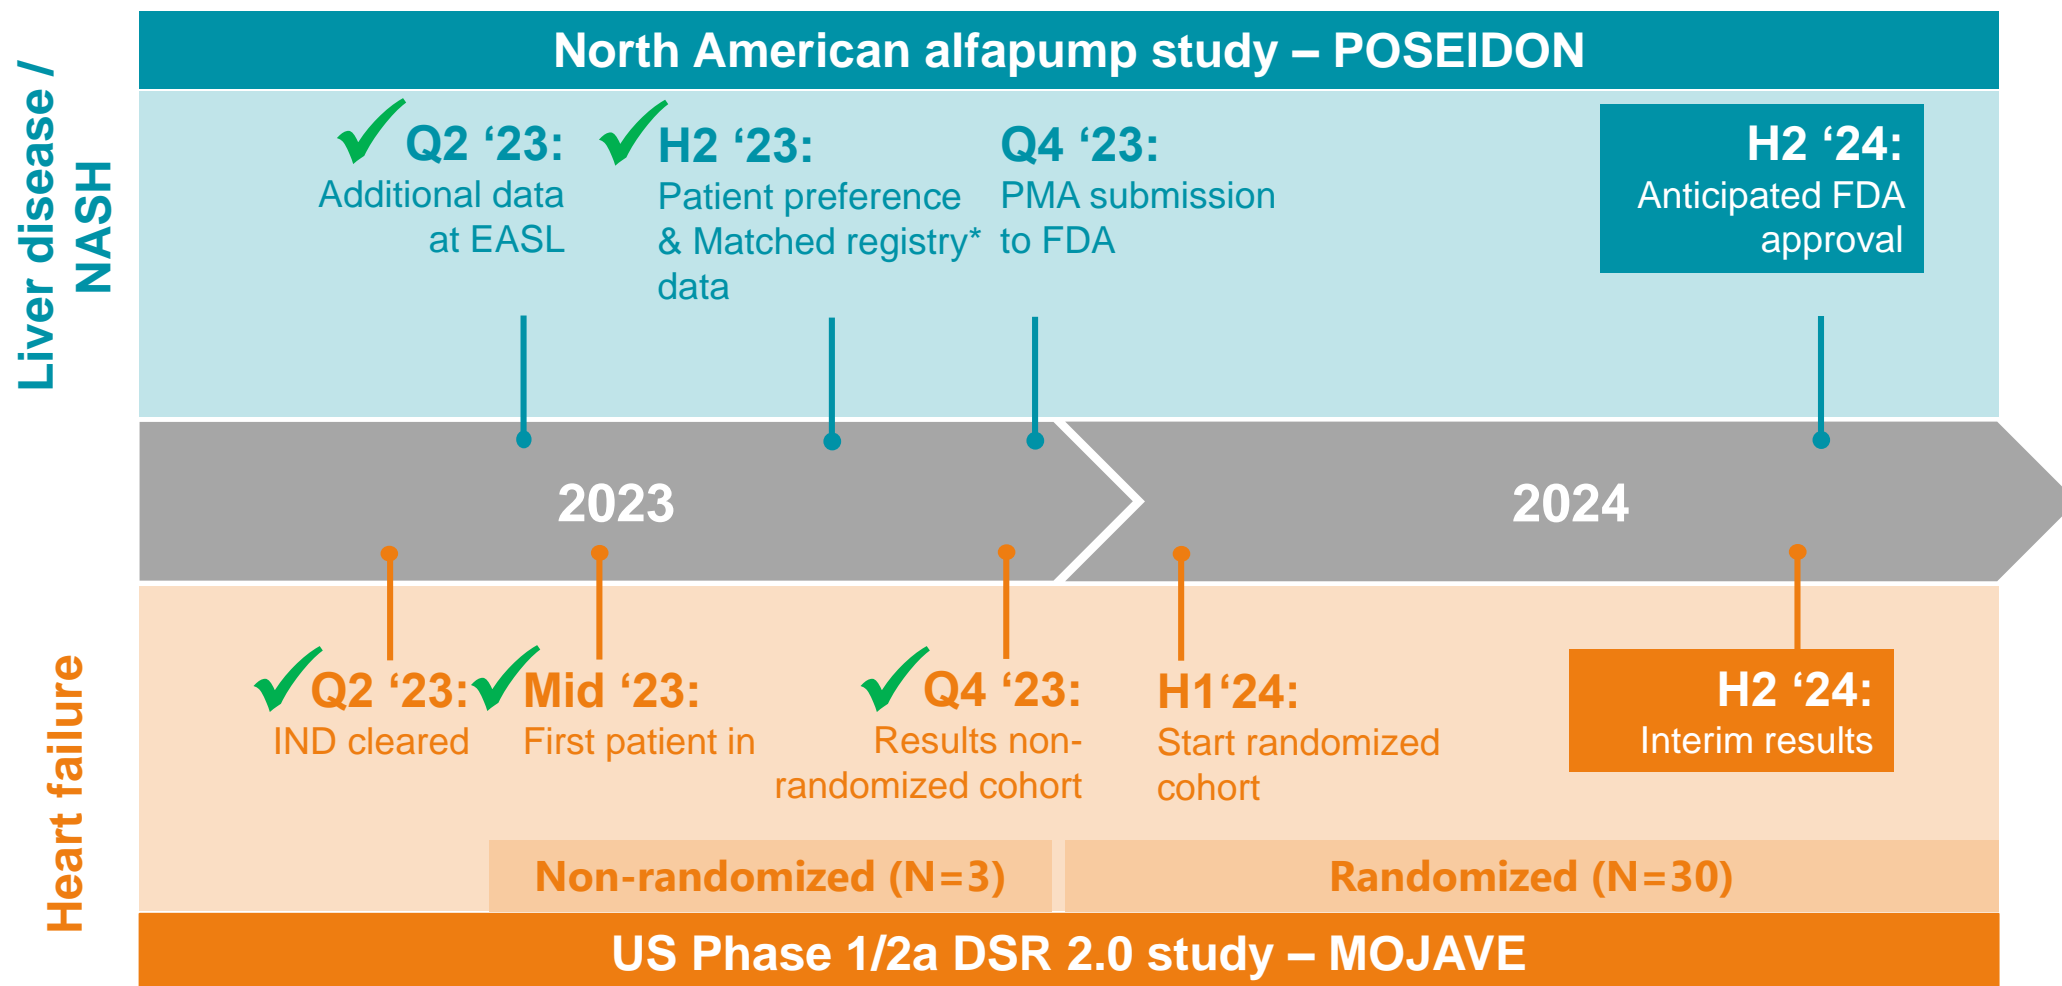 North American alfapump study – POSEIDON
Liver disease /
NASH
Q2 ‘23:
Additional data
at EASL
H2 ‘23:
Patient preference
& Matched registry*
data
Q4 ‘23:
PMA submission
to FDA
H2 ‘24:
Anticipated FDA
approval
2023
2024
Heart failure
Q2 ‘23:
IND cleared
Mid ‘23:
First patient in
Q4 ‘23:
Results non-
randomized cohort
H1‘24:
Start randomized
cohort
H2 ‘24:
Interim results
Non-randomized (N=3)
Randomized (N=30)
US Phase 1/2a DSR 2.0 study – MOJAVE